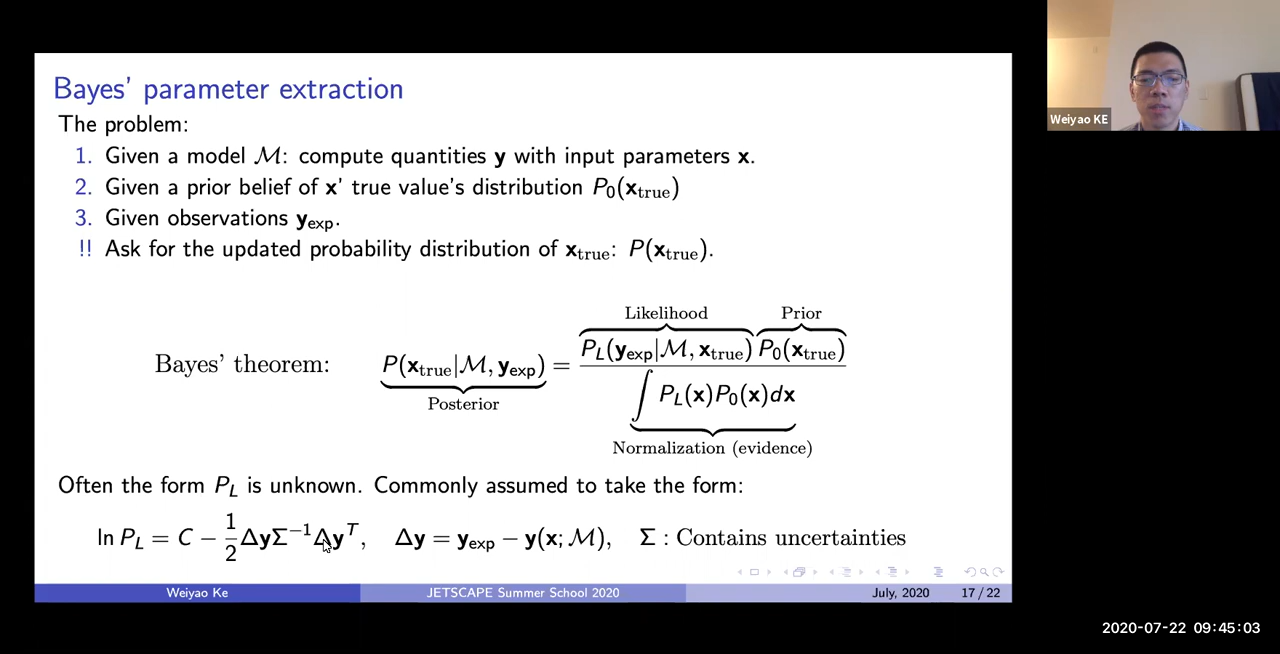 Bayes' parameter extraction
The problem:
1. Given a model ℳ: compute quantities y with input parameters x.
2. Given a prior belief of x' true value's distribution P₀(x_true)
3. Given observations y_exp.
!! Ask for the updated probability distribution of x_true: P(x_true).
Likelihood Prior
Bayes' theorem: P(x_true|ℳ, y_exp) = P_L(y_exp|ℳ, x_true) P₀(x_true) / ∫ P_L(x)P₀(x)dx
Posterior
Normalization (evidence)
Often the form P_L is unknown. Commonly assumed to take the form:
ln P_L = C − 1/2 ΔyΣ⁻¹Δyᵀ, Δy = y_exp − y(x; ℳ), Σ : Contains uncertainties
Weiyao Ke JETSCAPE Summer School 2020 July, 2020 17 / 22
Weiyao KE
2020-07-22 09:45:03